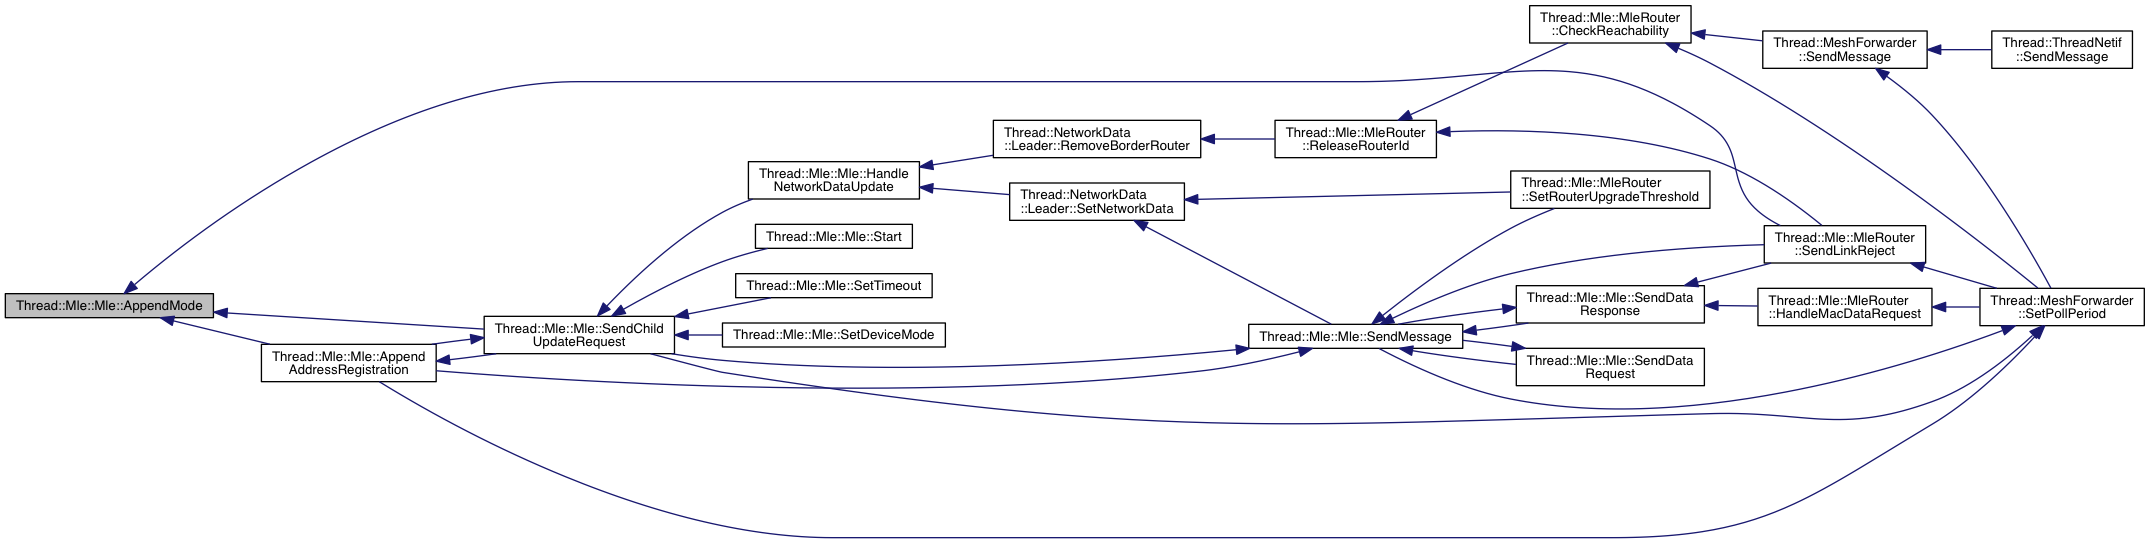 Thread::Mle::MleRouter
::CheckReachability
Thread::MeshForwarder
::SendMessage
Thread::ThreadNetif
::SendMessage
Thread::NetworkData
::Leader::RemoveBorderRouter
Thread::Mle::MleRouter
::ReleaseRouterId
Thread::Mle::Mle::Handle
NetworkDataUpdate
Thread::NetworkData
::Leader::SetNetworkData
Thread::Mle::MleRouter
::SetRouterUpgradeThreshold
Thread::Mle::Mle::Start
Thread::Mle::MleRouter
::SendLinkReject
Thread::Mle::Mle::SetTimeout
Thread::Mle::Mle::AppendMode
Thread::Mle::Mle::SendData
Response
Thread::Mle::MleRouter
::HandleMacDataRequest
Thread::MeshForwarder
::SetPollPeriod
Thread::Mle::Mle::SendChild
UpdateRequest
Thread::Mle::Mle::SetDeviceMode
Thread::Mle::Mle::SendMessage
Thread::Mle::Mle::Append
AddressRegistration
Thread::Mle::Mle::SendData
Request